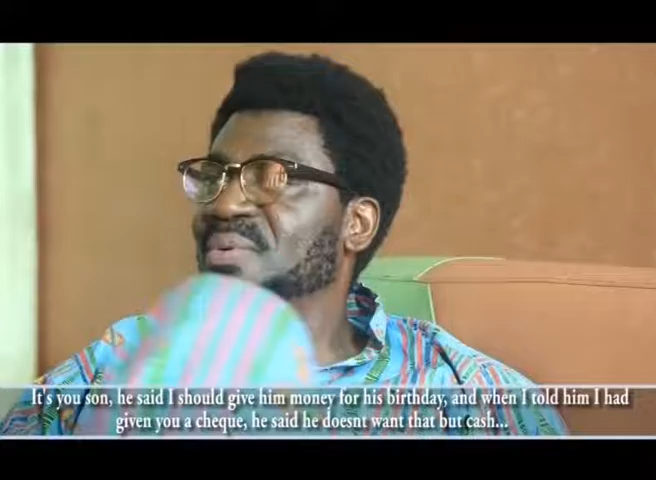 It's you son, he said I should give him money for his birthday, and when I told him I had
given you a cheque, he said he doesnt want that but cash...